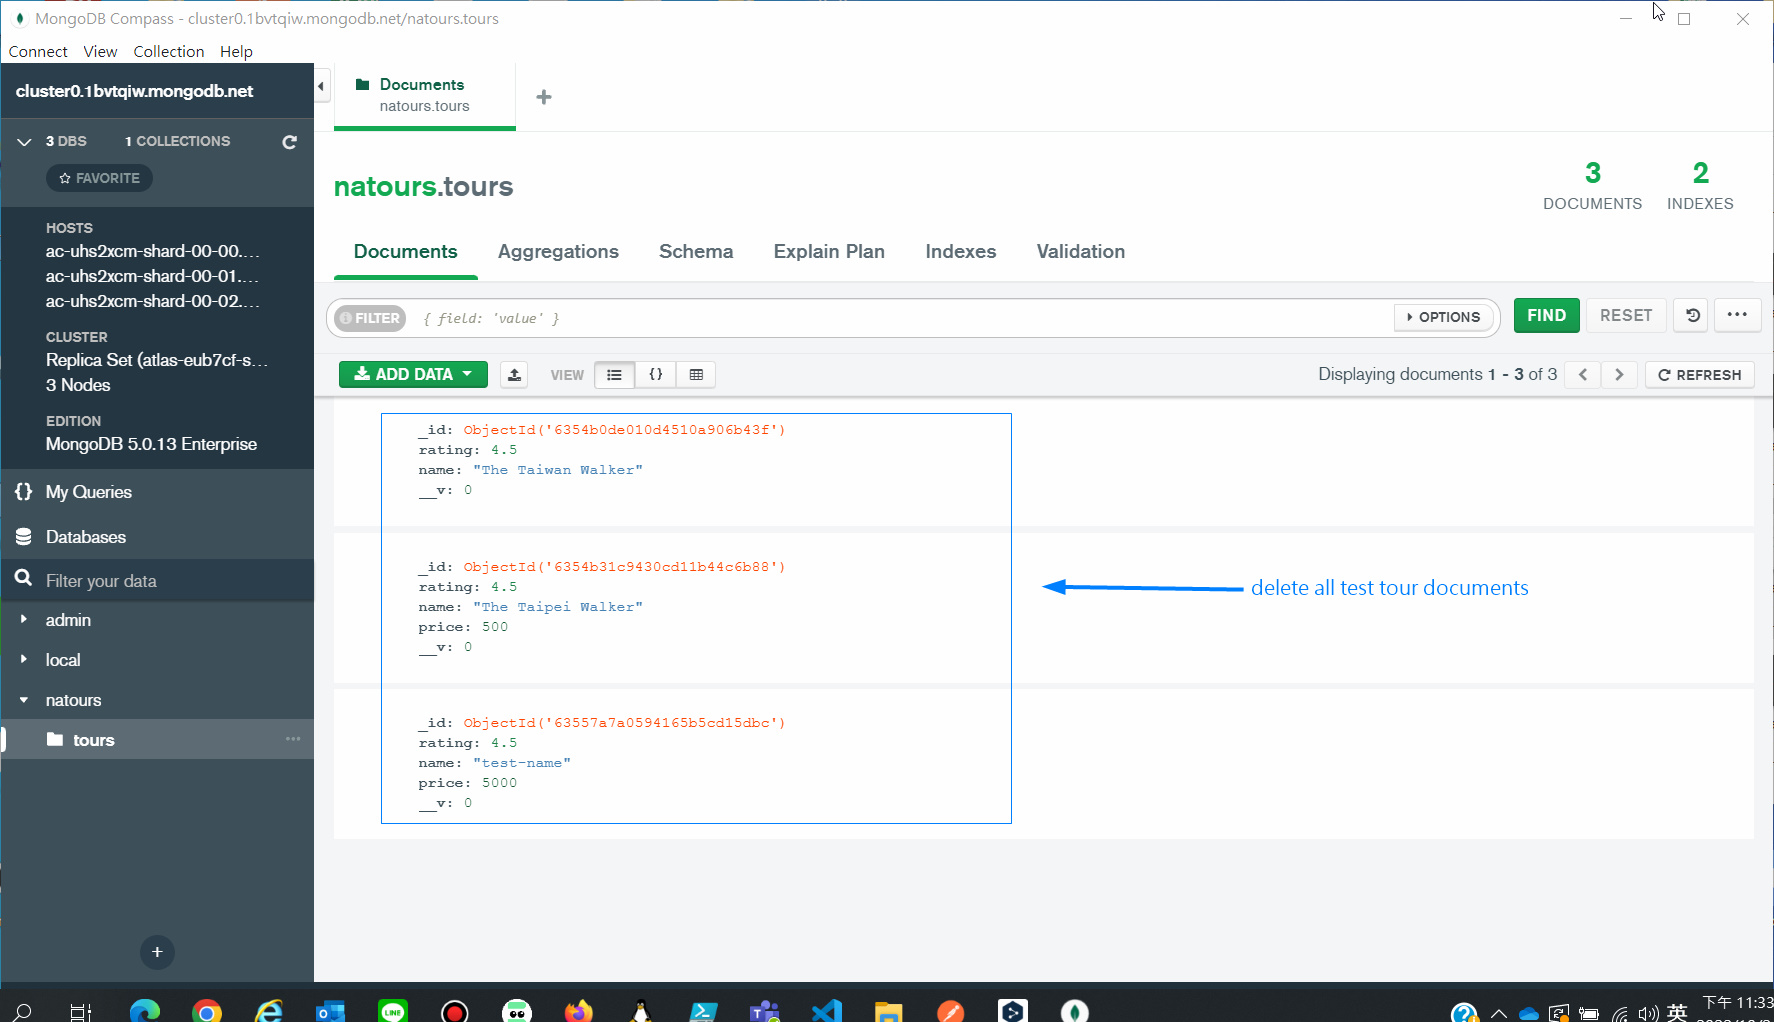 MongoDB Compass - cluster0.1bvtqiw.mongodb.net/natours.tours
Connect View Collection Help
cluster0.1bvtqiw.mongodb.net
3 DBS 1 COLLECTIONS
FAVORITE
HOSTS
ac-uhs2xcm-shard-00-00....
ac-uhs2xcm-shard-00-01....
ac-uhs2xcm-shard-00-02....
CLUSTER
Replica Set (atlas-eub7cf-s...
3 Nodes
EDITION
MongoDB 5.0.13 Enterprise
{} My Queries
Databases
Filter your data
admin
local
natours
tours
Documents
natours.tours
natours.tours
3
DOCUMENTS
2
INDEXES
Documents Aggregations Schema Explain Plan Indexes Validation
FILTER { field: 'value' } OPTIONS FIND RESET
ADD DATA VIEW {} Displaying documents 1 - 3 of 3 REFRESH
_id: ObjectId('6354b0de010d4510a906b43f')
rating: 4.5
name: "The Taiwan Walker"
__v: 0
_id: ObjectId('6354b31c9430cd11b44c6b88')
rating: 4.5
name: "The Taipei Walker"
price: 500
__v: 0
delete all test tour documents
_id: ObjectId('63557a7a0594165b5cd15dbc')
rating: 4.5
name: "test-name"
price: 5000
__v: 0
LINE
英
下午 11:33